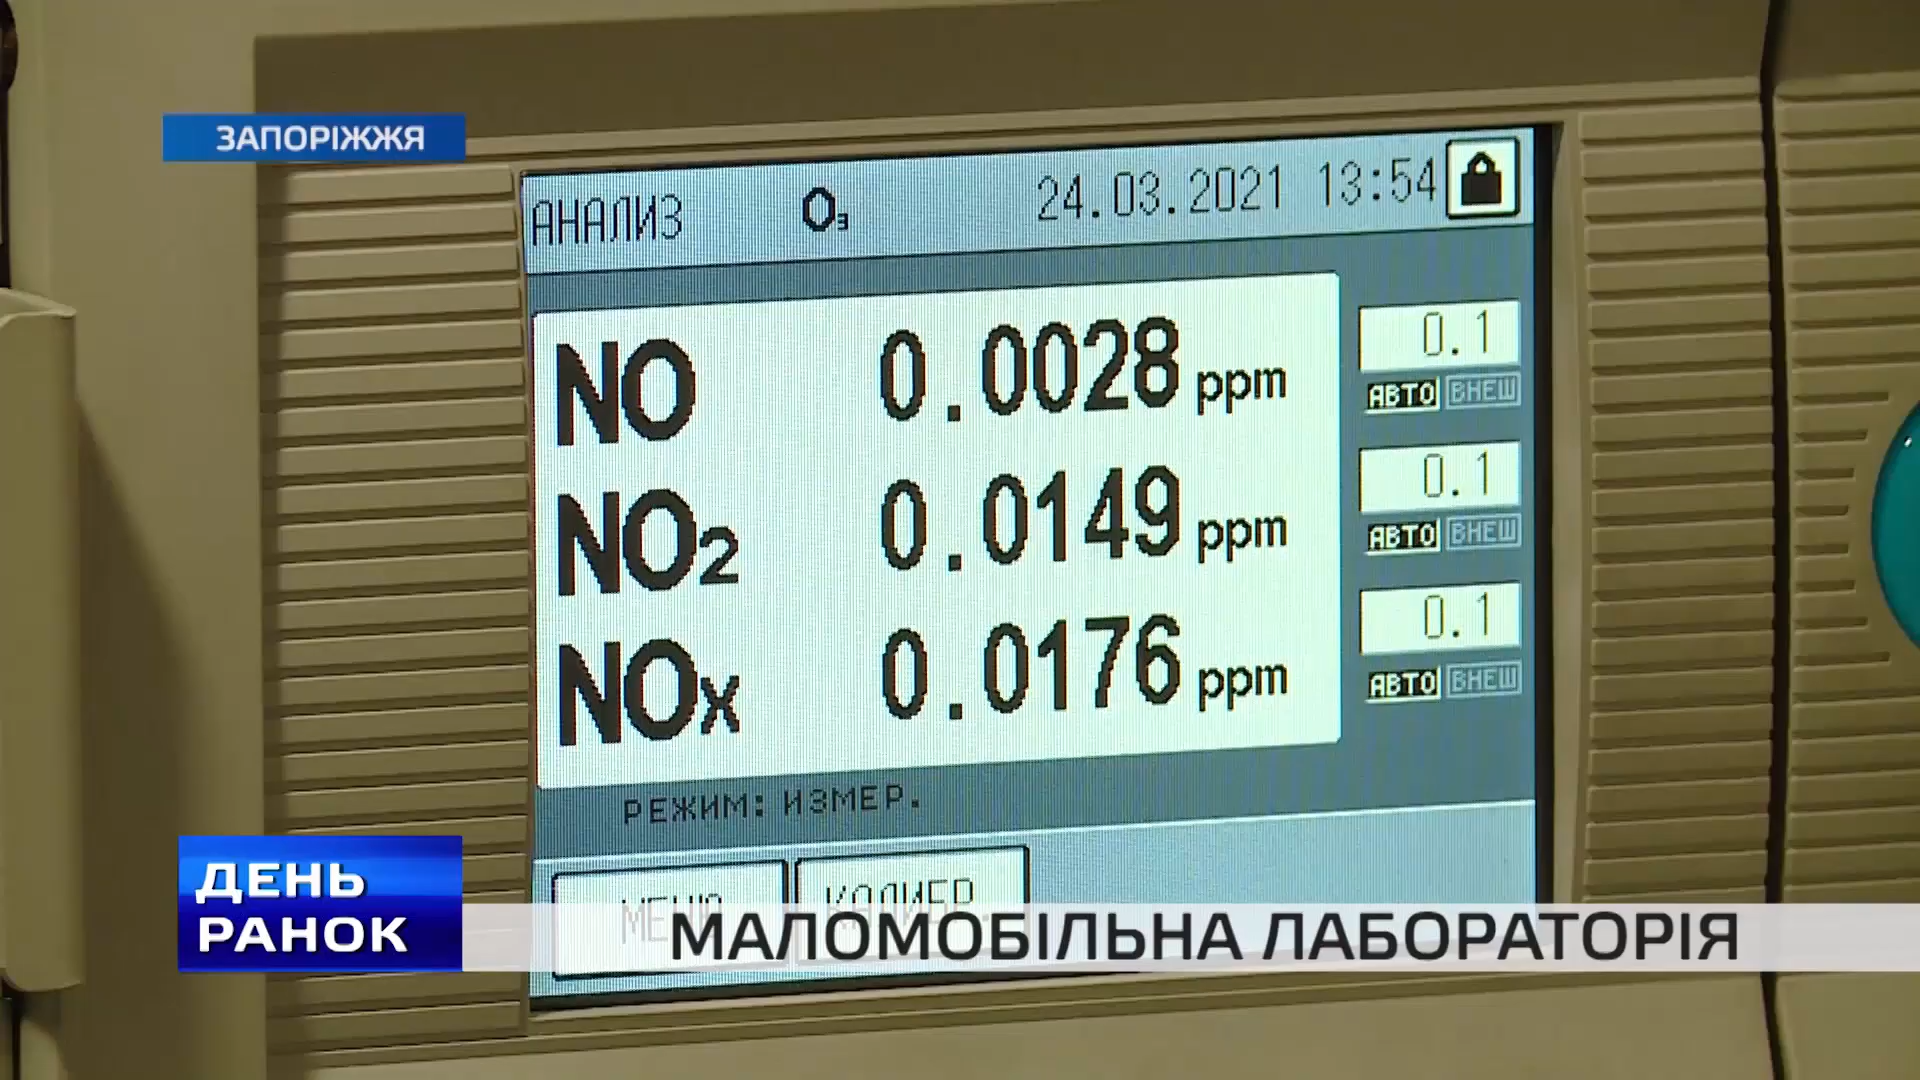 ЗАПОРІЖЖЯ
АНАЛИЗ O₃ 24.03.2021 13:54
NO 0.0028 ppm 0.1
АВТО ВНЕШ
NO2 0.0149 ppm 0.1
АВТО ВНЕШ
NOx 0.0176 ppm 0.1
АВТО ВНЕШ
РЕЖИМ: ИЗМЕР.
МЕНЮ КАЛИБР.
ДЕНЬ
РАНОК
МАЛОМОБІЛЬНА ЛАБОРАТОРІЯ